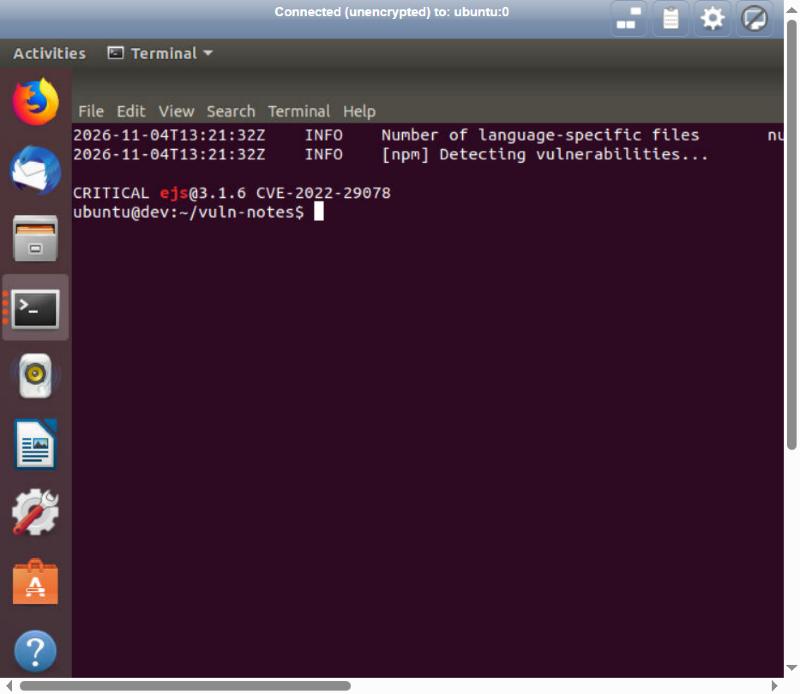 Connected (unencrypted) to: ubuntu:0
Activities Terminal
File Edit View Search Terminal Help
2026-11-04T13:21:32Z INFO Number of language-specific files nu
2026-11-04T13:21:32Z INFO [npm] Detecting vulnerabilities...
CRITICAL ejs@3.1.6 CVE-2022-29078
ubuntu@dev:~/vuln-notes$